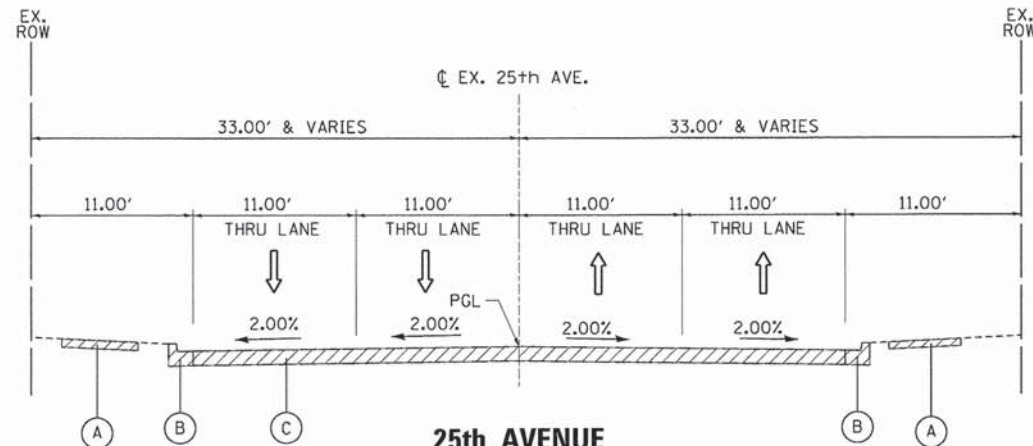 EX. ROW
EX. ROW
℄ EX. 25th AVE.
33.00' & VARIES 33.00' & VARIES
11.00' 11.00' 11.00' 11.00' 11.00' 11.00'
THRU LANE THRU LANE THRU LANE THRU LANE
PGL
2.00% 2.00% 2.00% 2.00%
A B C B A
25th AVENUE